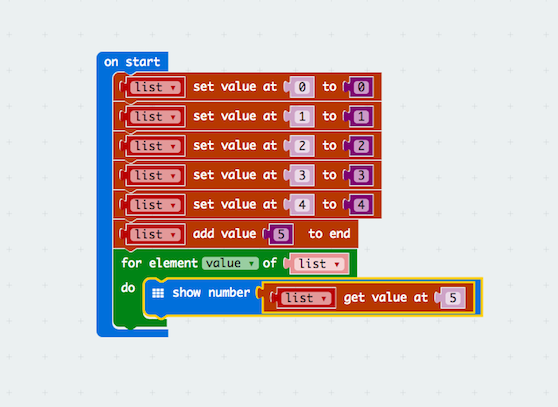 on start
list set value at 0 to 0
list set value at 1 to 1
list set value at 2 to 2
list set value at 3 to 3
list set value at 4 to 4
list add value 5 to end
for element value of list
do show number list get value at 5